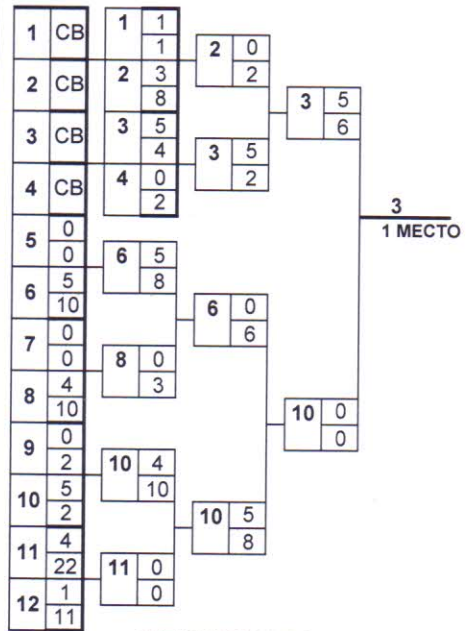 1 СВ
2 СВ
3 СВ
4 СВ
5 0 0
6 5 10
7 0 0
8 4 10
9 0 2
10 5 2
11 4 22
12 1 11
1 1 1
2 3 8
3 5 4
4 0 2
6 5 8
8 0 3
10 4 10
11 0 0
2 0 2
3 5 2
6 0 6
10 5 8
3 5 6
10 0 0
3
1 МЕСТО